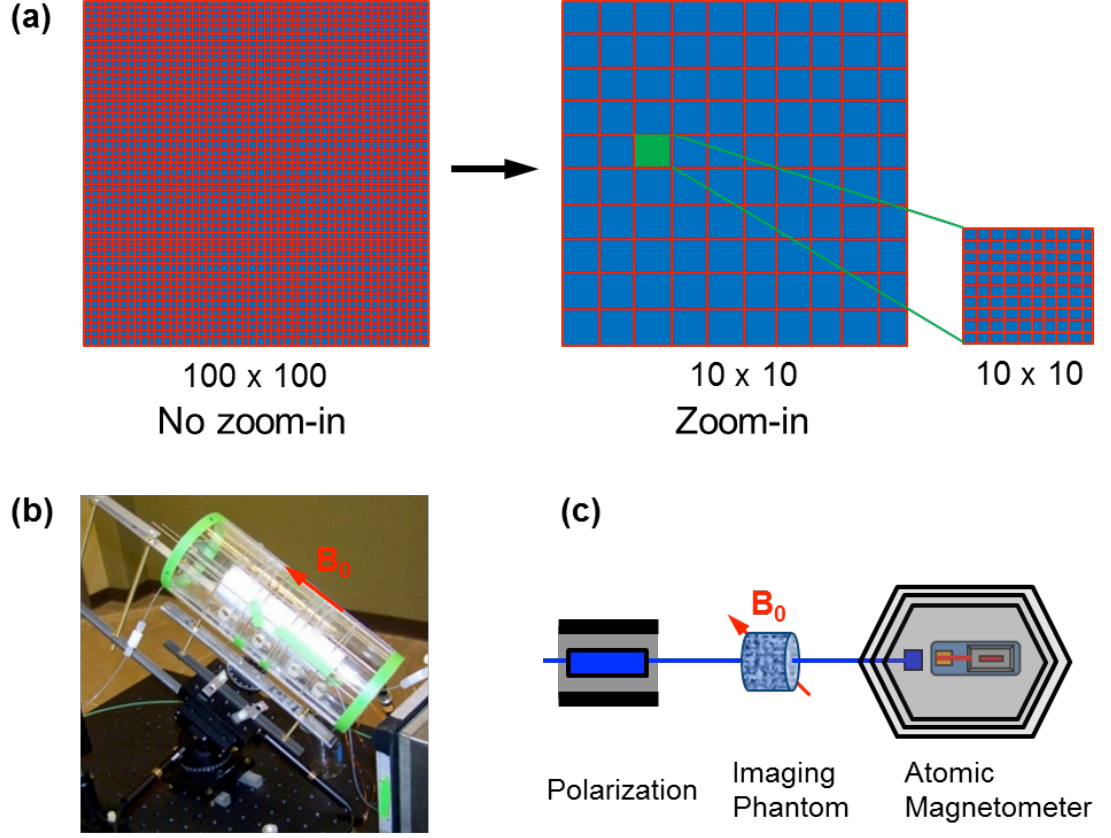 (a)
100 x 100
No zoom-in
10 x 10
Zoom-in
10 x 10
(b)
B0
(c)
B0
Polarization
Imaging
Phantom
Atomic
Magnetometer